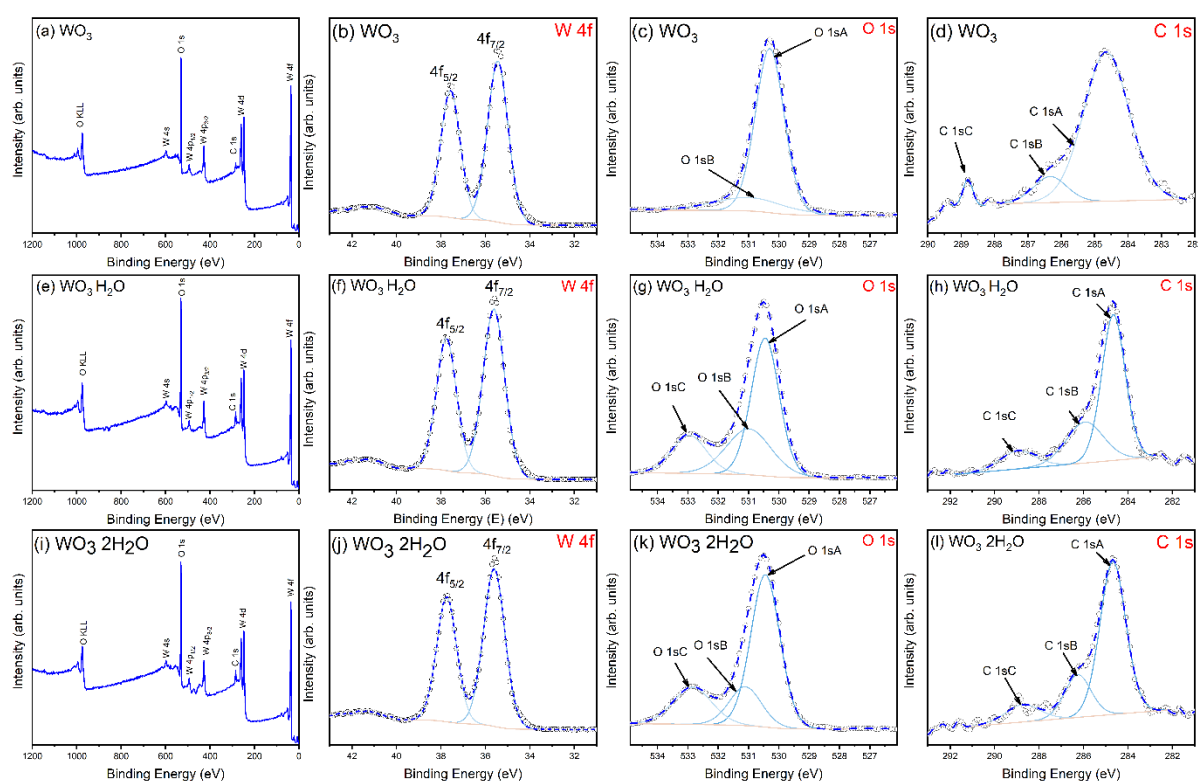 (a) WO3
O KLL
W 4s
O 1s
W 4p1/2
W 4p3/2
C 1s
W 4d
W 4f
1200 1000 800 600 400 200 0
Binding Energy (eV)
Intensity (arb. units)
(b) WO3
W 4f
4f5/2
4f7/2
42 40 38 36 34 32
Binding Energy (eV)
Intensity (arb. units)
(c) WO3
O 1s
O 1sA
O 1sB
534 533 532 531 530 529 528 527
Binding Energy (eV)
Intensity (arb. units)
(d) WO3
C 1s
C 1sA
C 1sB
C 1sC
290 288 286 284 282
Binding Energy (eV)
Intensity (arb. units)
(e) WO3 H2O
O KLL
W 4s
O 1s
W 4p1/2
W 4p3/2
C 1s
W 4d
W 4f
1200 1000 800 600 400 200 0
Binding Energy (eV)
Intensity (arb. units)
(f) WO3 H2O
W 4f
4f5/2
4f7/2
42 40 38 36 34 32
Binding Energy (E) (eV)
Intensity (arb. units)
(g) WO3 H2O
O 1s
O 1sA
O 1sB
O 1sC
534 533 532 531 530 529 528 527
Binding Energy (eV)
Intensity (arb. units)
(h) WO3 H2O
C 1s
C 1sA
C 1sB
C 1sC
292 290 288 286 284 282
Binding Energy (eV)
Intensity (arb. units)
(i) WO3 2H2O
O KLL
W 4s
O 1s
W 4p1/2
W 4p3/2
C 1s
W 4d
W 4f
1200 1000 800 600 400 200 0
Binding Energy (eV)
Intensity (arb. units)
(j) WO3 2H2O
W 4f
4f5/2
4f7/2
42 40 38 36 34 32
Binding Energy (eV)
Intensity (arb. units)
(k) WO3 2H2O
O 1s
O 1sA
O 1sB
O 1sC
534 533 532 531 530 529 528 527
Binding Energy (eV)
Intensity (arb. units)
(l) WO3 2H2O
C 1s
C 1sA
C 1sB
C 1sC
292 290 288 286 284 282
Binding Energy (eV)
Intensity (arb. units)